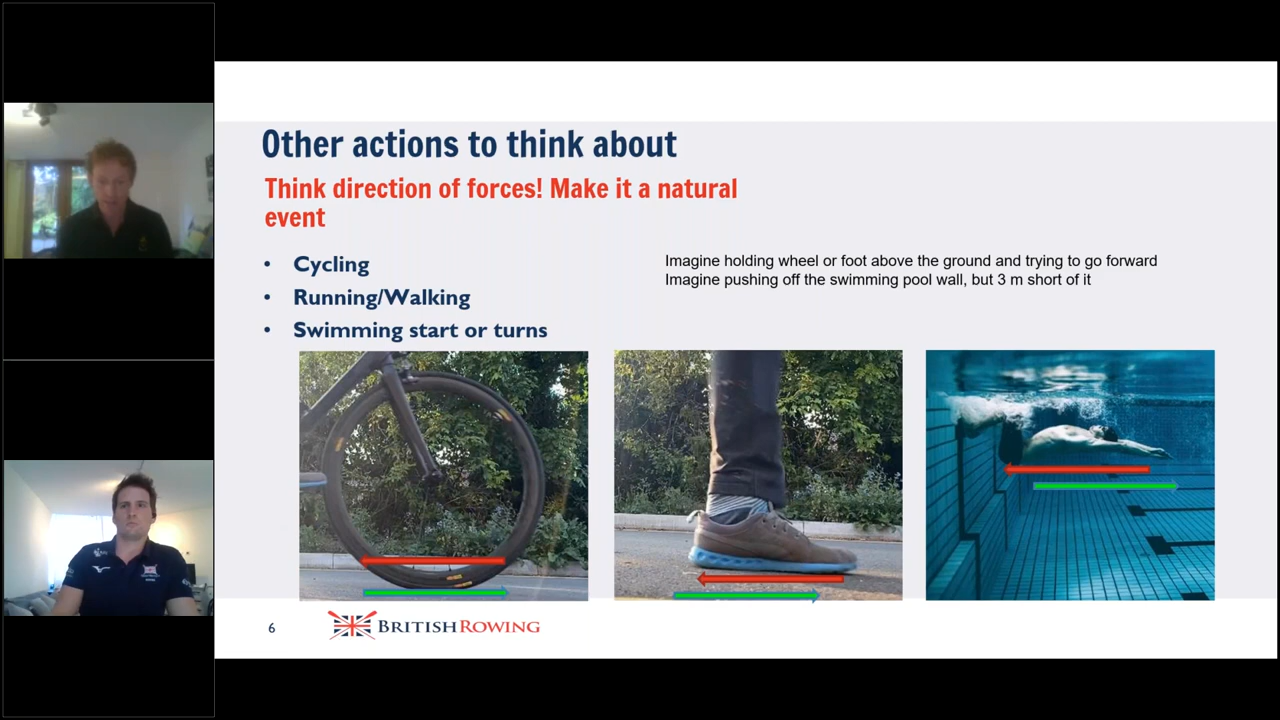 Other actions to think about
Think direction of forces! Make it a natural
event
• Cycling
• Running/Walking
• Swimming start or turns
Imagine holding wheel or foot above the ground and trying to go forward
Imagine pushing off the swimming pool wall, but 3 m short of it
6
BRITISHROWING